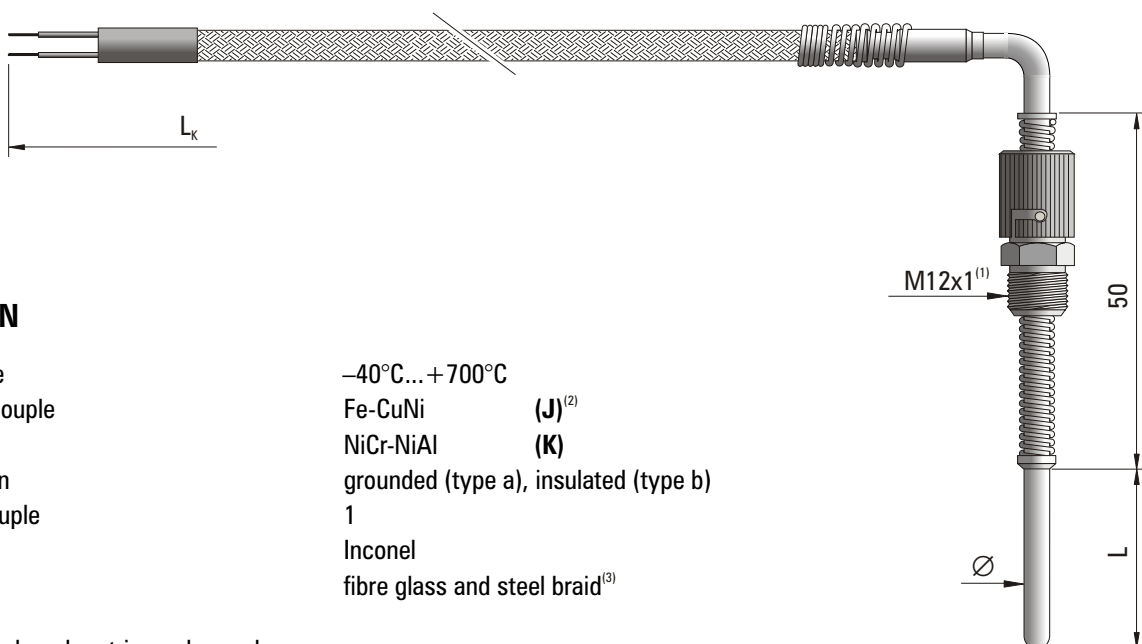 L_K
M12x1(1)
50
N
e –40°C...+700°C
ouple Fe-CuNi (J)(2)
NiCr-NiAl (K)
n grounded (type a), insulated (type b)
uple 1
Inconel
fibre glass and steel braid(3)
Ø
L